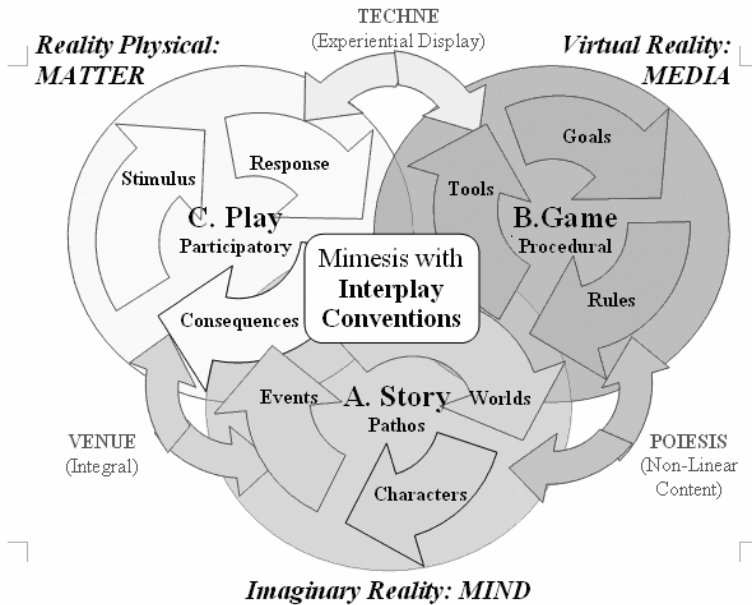 TECHNE
(Experiential Display)
Reality Physical:
MATTER
Virtual Reality:
MEDIA
Stimulus
Response
C. Play
Participatory
Consequences
Goals
Tools
B.Game
Procedural
Rules
Mimesis with
Interplay
Conventions
Events
A. Story
Pathos
Worlds
Characters
VENUE
(Integral)
POIESIS
(Non-Linear
Content)
Imaginary Reality: MIND